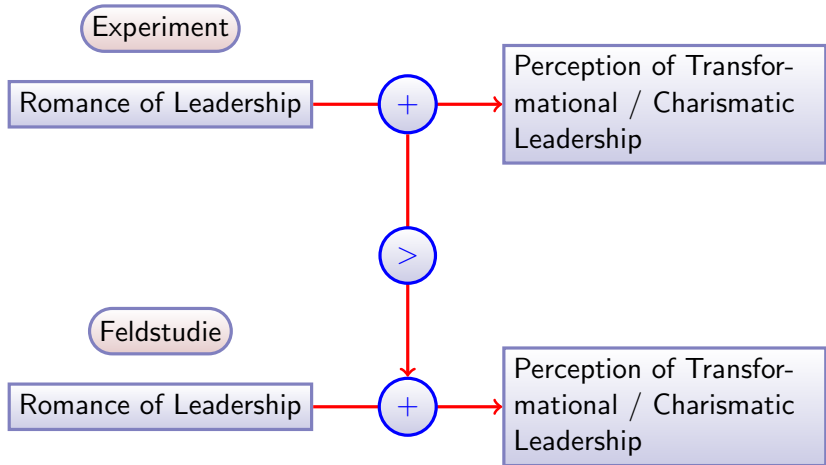 Experiment
Romance of Leadership
+
Perception of Transfor-
mational / Charismatic
Leadership
>
Feldstudie
Romance of Leadership
+
Perception of Transfor-
mational / Charismatic
Leadership